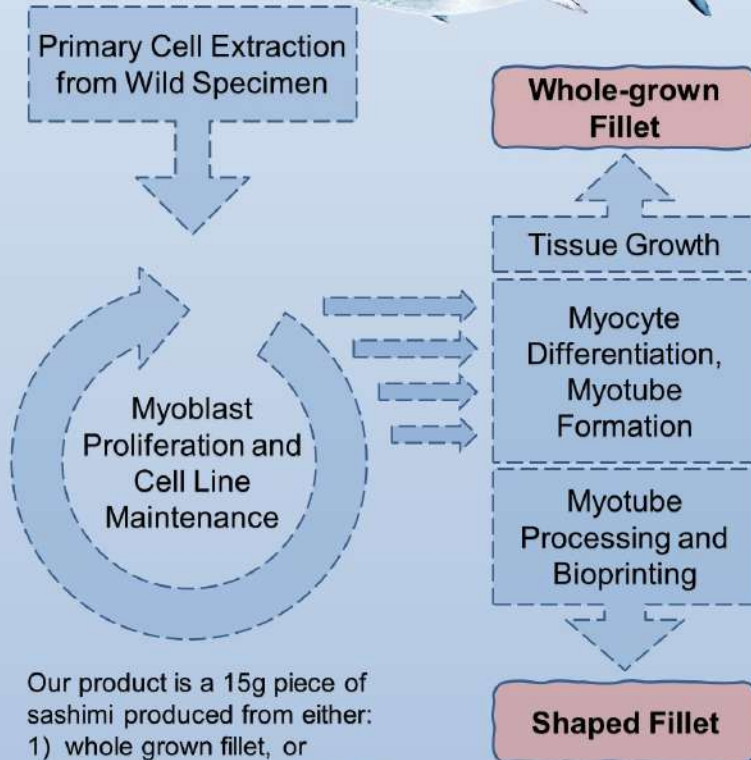 Primary Cell Extraction
from Wild Specimen
Whole-grown
Fillet
Tissue Growth
Myocyte
Differentiation,
Myotube
Formation
Myoblast
Proliferation and
Cell Line
Maintenance
Myotube
Processing and
Bioprinting
Shaped Fillet
Our product is a 15g piece of
sashimi produced from either:
1) whole grown fillet, or